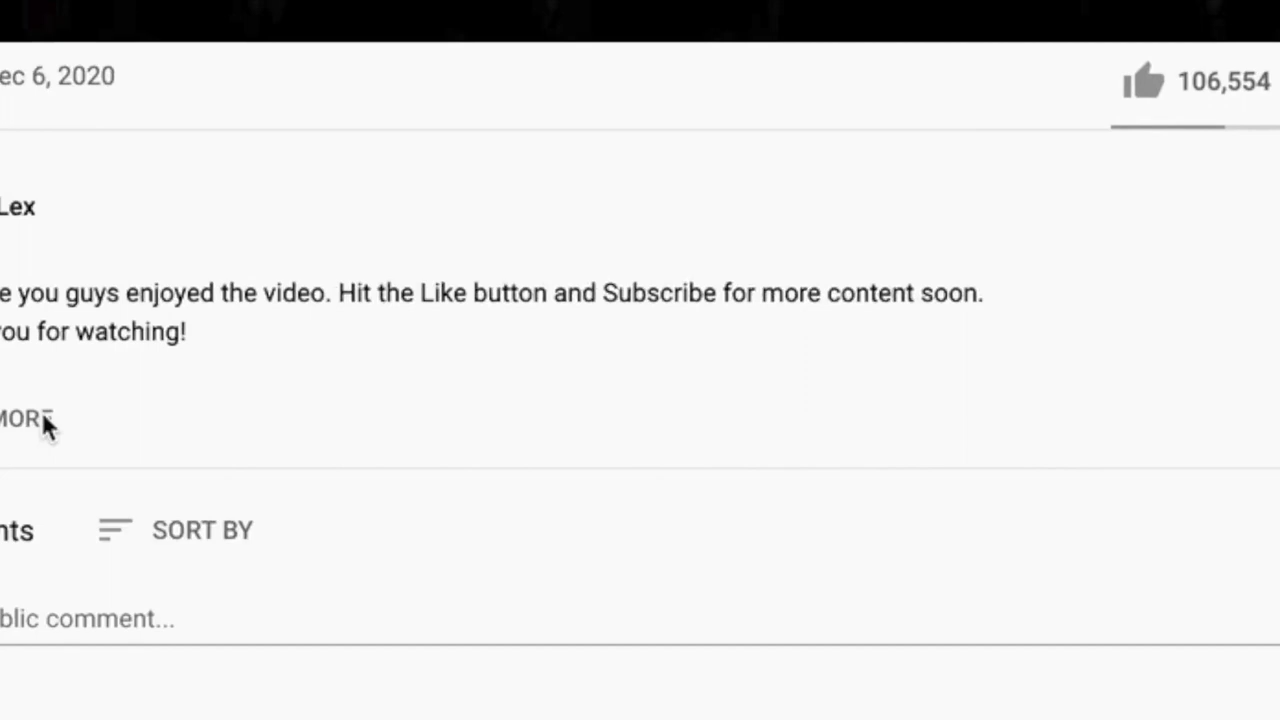 ec 6, 2020
106,554
Lex
e you guys enjoyed the video. Hit the Like button and Subscribe for more content soon.
ou for watching!
MORE
nts
SORT BY
blic comment...